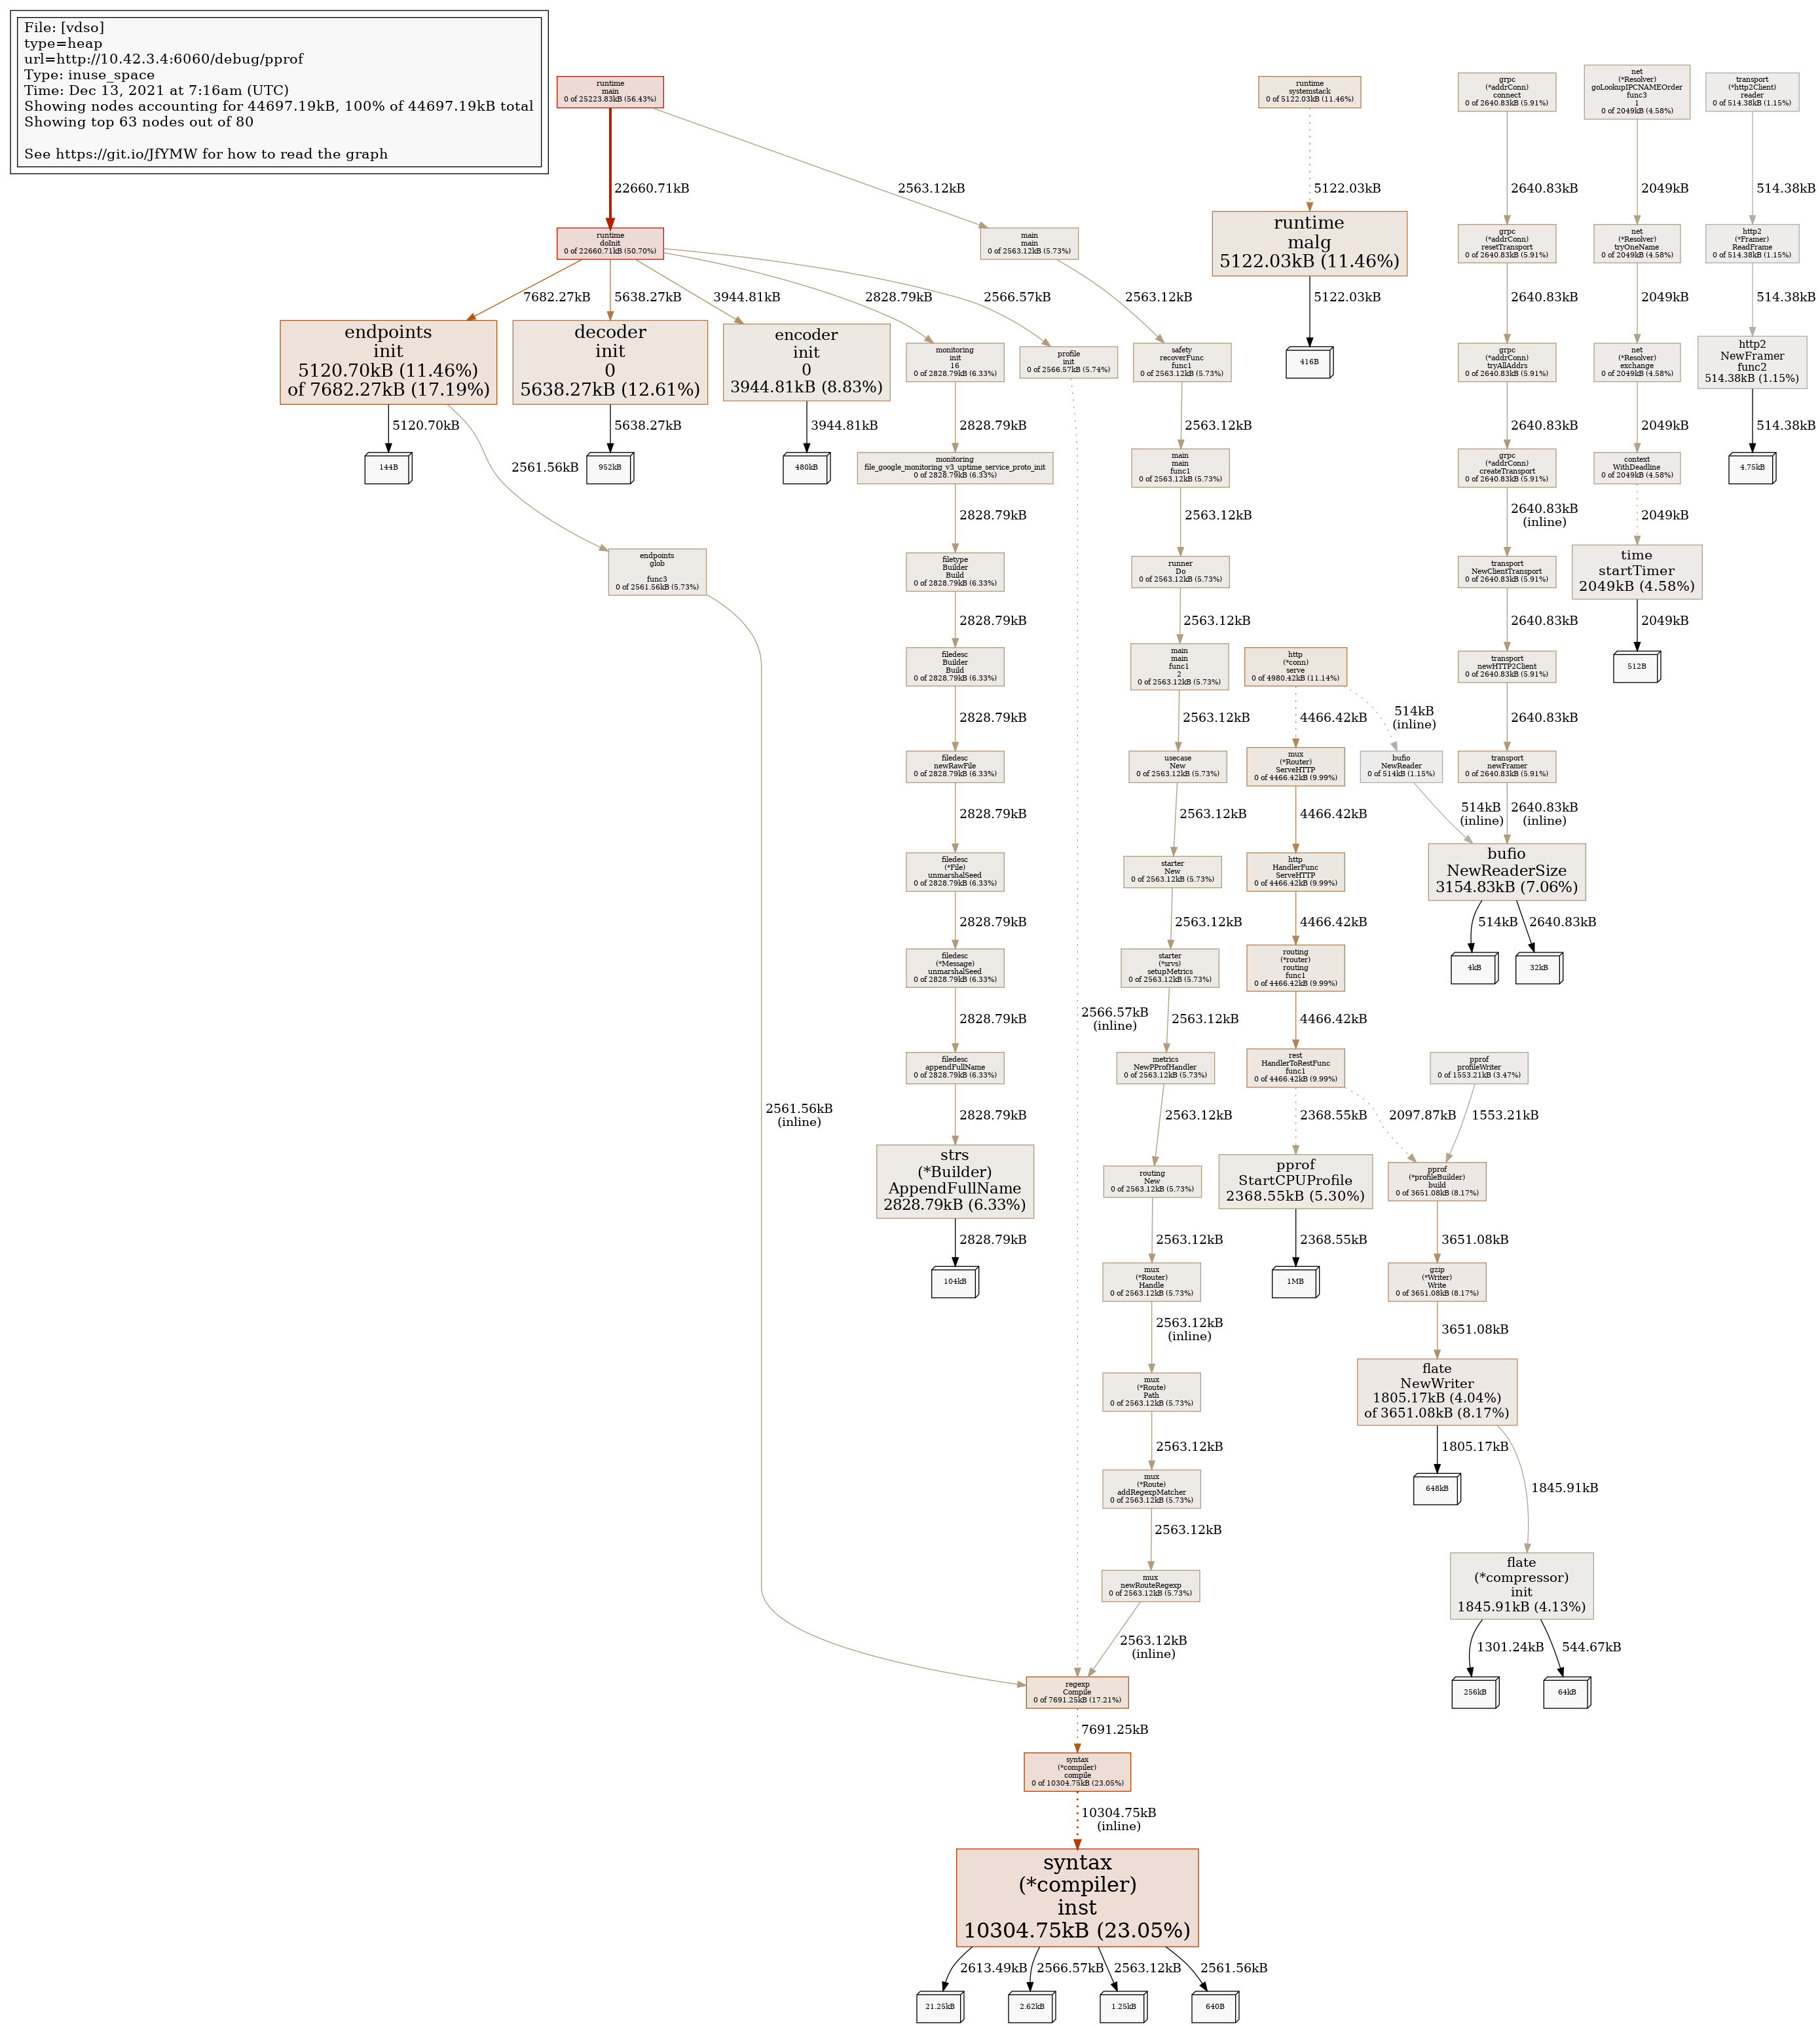 File: [vdso]
type=heap
url=http://10.42.3.4:6060/debug/pprof
Type: inuse_space
Time: Dec 13, 2021 at 7:16am (UTC)
Showing nodes accounting for 44697.19kB, 100% of 44697.19kB total
Showing top 63 nodes out of 80
See https://git.io/JfYMW for how to read the graph
runtime
main
0 of 25223.83kB (56.43%)
runtime
systemstack
0 of 5122.03kB (11.46%)
grpc
(*addrConn)
connect
0 of 2640.83kB (5.91%)
net
(*Resolver)
goLookupIPCNAMEOrder
func3
1
0 of 2049kB (4.58%)
transport
(*http2Client)
reader
0 of 514.38kB (1.15%)
22660.71kB
2563.12kB
5122.03kB
2640.83kB
2049kB
514.38kB
runtime
doInit
0 of 22660.71kB (50.70%)
main
main
0 of 2563.12kB (5.73%)
runtime
malg
5122.03kB (11.46%)
grpc
(*addrConn)
resetTransport
0 of 2640.83kB (5.91%)
net
(*Resolver)
tryOneName
0 of 2049kB (4.58%)
http2
(*Framer)
ReadFrame
0 of 514.38kB (1.15%)
7682.27kB
5638.27kB
3944.81kB
2828.79kB
2566.57kB
2563.12kB
5122.03kB
2640.83kB
2049kB
514.38kB
endpoints
init
5120.70kB (11.46%)
of 7682.27kB (17.19%)
decoder
init
0
5638.27kB (12.61%)
encoder
init
0
3944.81kB (8.83%)
monitoring
init
16
0 of 2828.79kB (6.33%)
profile
init
0 of 2566.57kB (5.74%)
safety
recoverFunc
func1
0 of 2563.12kB (5.73%)
416B
grpc
(*addrConn)
tryAllAddrs
0 of 2640.83kB (5.91%)
net
(*Resolver)
exchange
0 of 2049kB (4.58%)
http2
NewFramer
func2
514.38kB (1.15%)
5120.70kB
2561.56kB
5638.27kB
3944.81kB
2828.79kB
2563.12kB
2640.83kB
2049kB
514.38kB
144B
952kB
480kB
monitoring
file_google_monitoring_v3_uptime_service_proto_init
0 of 2828.79kB (6.33%)
main
main
func1
0 of 2563.12kB (5.73%)
grpc
(*addrConn)
createTransport
0 of 2640.83kB (5.91%)
context
WithDeadline
0 of 2049kB (4.58%)
4.75kB
2828.79kB
2563.12kB
2640.83kB
(inline)
2049kB
endpoints
glob

func3
0 of 2561.56kB (5.73%)
filetype
Builder
Build
0 of 2828.79kB (6.33%)
runner
Do
0 of 2563.12kB (5.73%)
transport
NewClientTransport
0 of 2640.83kB (5.91%)
time
startTimer
2049kB (4.58%)
2828.79kB
2563.12kB
2640.83kB
2049kB
filedesc
Builder
Build
0 of 2828.79kB (6.33%)
main
main
func1
2
0 of 2563.12kB (5.73%)
http
(*conn)
serve
0 of 4980.42kB (11.14%)
transport
newHTTP2Client
0 of 2640.83kB (5.91%)
512B
2828.79kB
2563.12kB
4466.42kB
514kB
(inline)
2640.83kB
filedesc
newRawFile
0 of 2828.79kB (6.33%)
usecase
New
0 of 2563.12kB (5.73%)
mux
(*Router)
ServeHTTP
0 of 4466.42kB (9.99%)
bufio
NewReader
0 of 514kB (1.15%)
transport
newFramer
0 of 2640.83kB (5.91%)
2828.79kB
2563.12kB
4466.42kB
514kB
(inline)
2640.83kB
(inline)
filedesc
(*File)
unmarshalSeed
0 of 2828.79kB (6.33%)
starter
New
0 of 2563.12kB (5.73%)
http
HandlerFunc
ServeHTTP
0 of 4466.42kB (9.99%)
bufio
NewReaderSize
3154.83kB (7.06%)
2828.79kB
2563.12kB
4466.42kB
514kB
2640.83kB
filedesc
(*Message)
unmarshalSeed
0 of 2828.79kB (6.33%)
starter
(*srvs)
setupMetrics
0 of 2563.12kB (5.73%)
routing
(*router)
routing
func1
0 of 4466.42kB (9.99%)
4kB
32kB
2828.79kB
2566.57kB
(inline)
2563.12kB
4466.42kB
filedesc
appendFullName
0 of 2828.79kB (6.33%)
metrics
NewPProfHandler
0 of 2563.12kB (5.73%)
rest
HandlerToRestFunc
func1
0 of 4466.42kB (9.99%)
pprof
profileWriter
0 of 1553.21kB (3.47%)
2561.56kB
(inline)
2828.79kB
2563.12kB
2368.55kB
2097.87kB
1553.21kB
strs
(*Builder)
AppendFullName
2828.79kB (6.33%)
routing
New
0 of 2563.12kB (5.73%)
pprof
StartCPUProfile
2368.55kB (5.30%)
pprof
(*profileBuilder)
build
0 of 3651.08kB (8.17%)
2828.79kB
2563.12kB
2368.55kB
3651.08kB
104kB
mux
(*Router)
Handle
0 of 2563.12kB (5.73%)
1MB
gzip
(*Writer)
Write
0 of 3651.08kB (8.17%)
2563.12kB
(inline)
3651.08kB
mux
(*Route)
Path
0 of 2563.12kB (5.73%)
flate
NewWriter
1805.17kB (4.04%)
of 3651.08kB (8.17%)
2563.12kB
1805.17kB
1845.91kB
mux
(*Route)
addRegexpMatcher
0 of 2563.12kB (5.73%)
648kB
2563.12kB
mux
newRouteRegexp
0 of 2563.12kB (5.73%)
flate
(*compressor)
init
1845.91kB (4.13%)
2563.12kB
(inline)
1301.24kB
544.67kB
regexp
Compile
0 of 7691.25kB (17.21%)
256kB
64kB
7691.25kB
syntax
(*compiler)
compile
0 of 10304.75kB (23.05%)
10304.75kB
(inline)
syntax
(*compiler)
inst
10304.75kB (23.05%)
2613.49kB
2566.57kB
2563.12kB
2561.56kB
21.25kB
2.62kB
1.25kB
640B